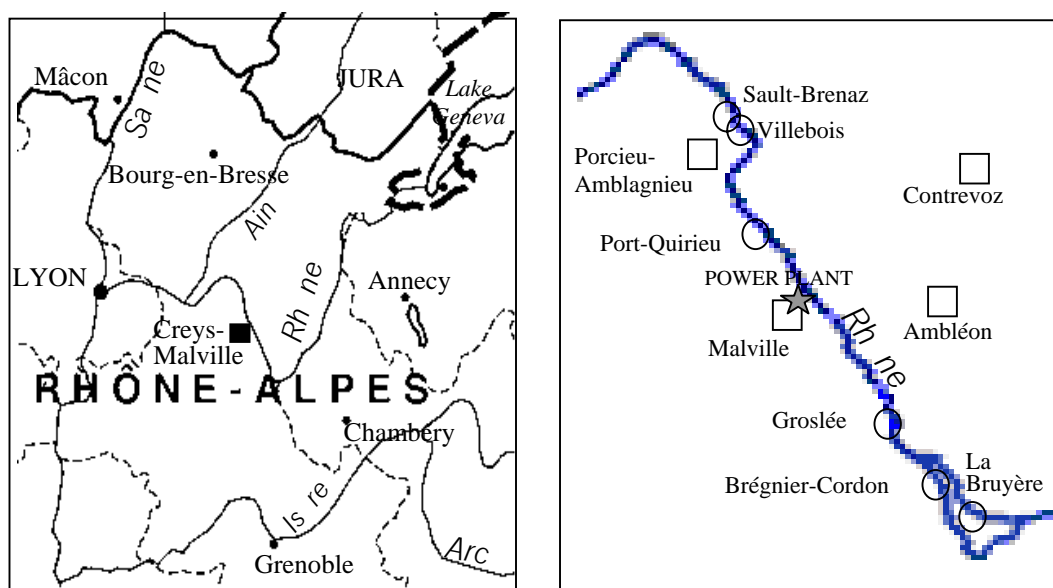 Mâcon
Sa ne
JURA
Lake
Geneva
Bourg-en-Bresse
Ain
LYON
Rh ne
Annecy
Creys-
Malville
RHÔNE-ALPES
Chambéry
Is re
Grenoble
Arc
Sault-Brenaz
Villebois
Porcieu-
Amblagnieu
Contrevoz
Port-Quirieu
POWER PLANT
Rh ne
Malville
Ambléon
Groslée
La
Bruyère
Brégnier-Cordon